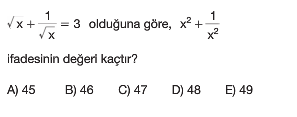 √x + 1/√x = 3 olduğuna göre, x² + 1/x²
ifadesinin değeri kaçtır?
A) 45 B) 46 C) 47 D) 48 E) 49